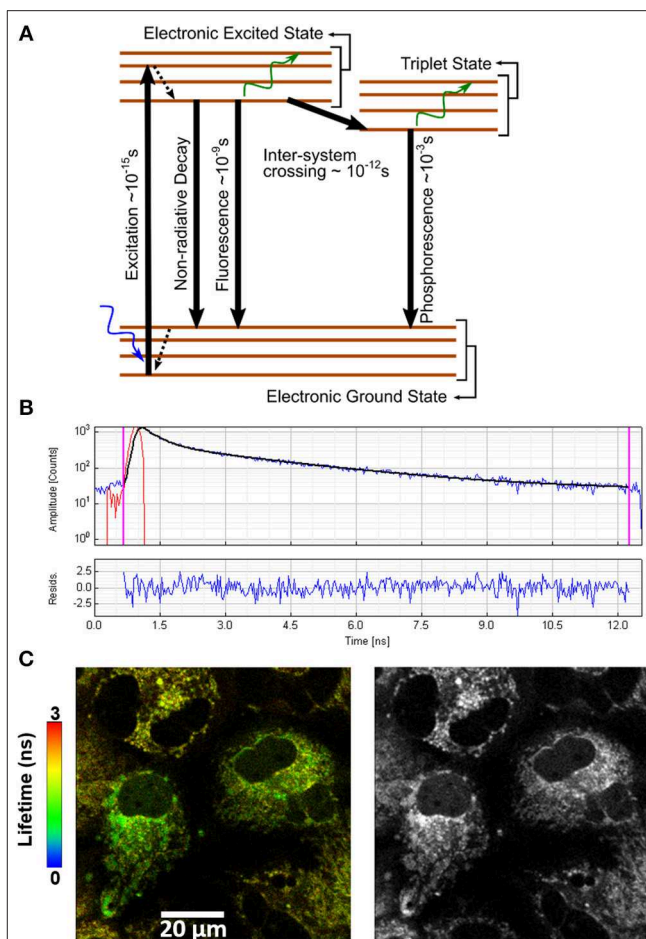 A
Electronic Excited State
Triplet State
Excitation ~10-15s
Non-radiative Decay
Fluorescence ~10-9s
Inter-system
crossing ~ 10-12s
Phosphorescence ~10-3s
Electronic Ground State
B
Amplitude [Counts]
10³
10²
10¹
10⁰
Resids.
2.5
0.0
-2.5
0.0 1.5 3.0 4.5 6.0 7.5 9.0 10.5 12.0
Time [ns]
C
Lifetime (ns)
3
0
20 µm